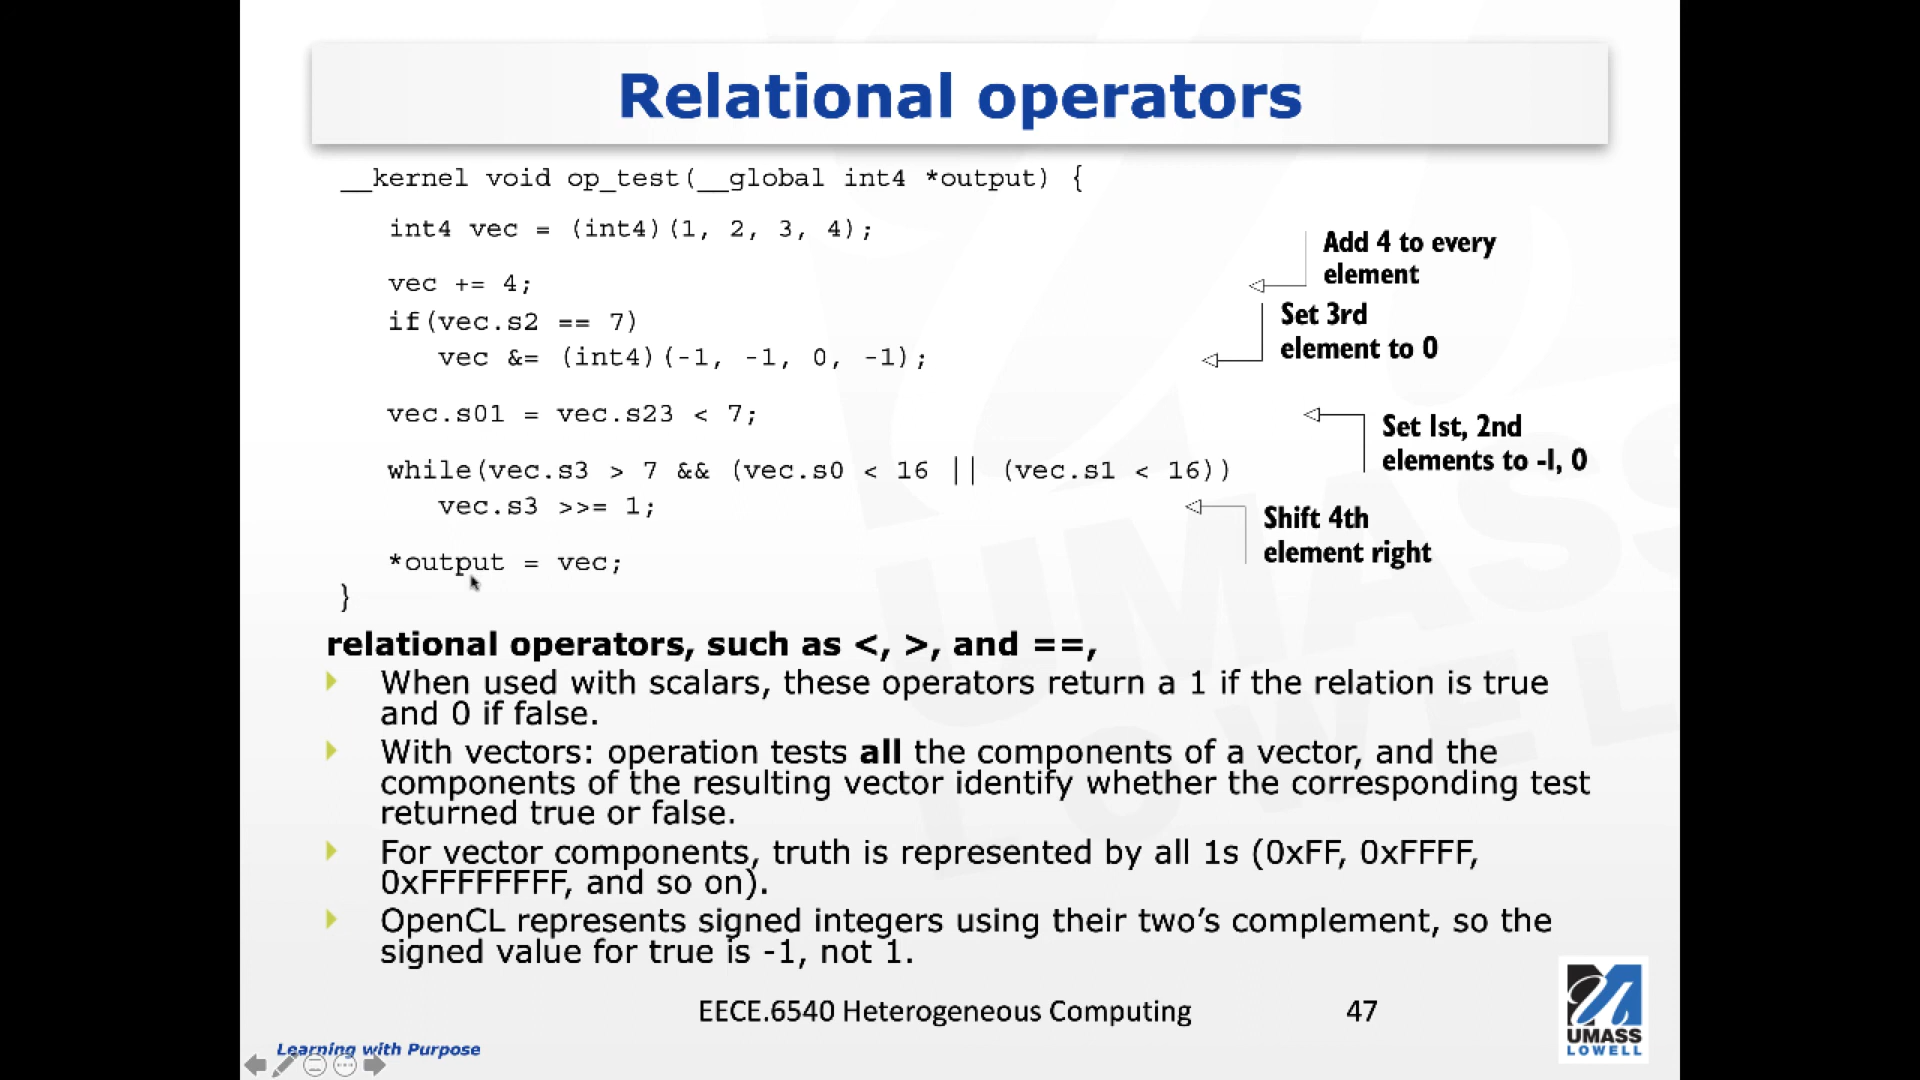 Relational operators
__kernel void op_test(__global int4 *output) {
int4 vec = (int4)(1, 2, 3, 4);
Add 4 to every
element
vec += 4;
if(vec.s2 == 7)
Set 3rd
element to 0
vec &= (int4)(-1, -1, 0, -1);
vec.s01 = vec.s23 < 7;
Set 1st, 2nd
elements to -1, 0
while(vec.s3 > 7 && (vec.s0 < 16 || (vec.s1 < 16))
vec.s3 >>= 1;
Shift 4th
element right
*output = vec;
}
relational operators, such as <, >, and ==,
When used with scalars, these operators return a 1 if the relation is true
and 0 if false.
With vectors: operation tests all the components of a vector, and the
components of the resulting vector identify whether the corresponding test
returned true or false.
For vector components, truth is represented by all 1s (0xFF, 0xFFFF,
0xFFFFFFFF, and so on).
OpenCL represents signed integers using their two's complement, so the
signed value for true is -1, not 1.
EECE.6540 Heterogeneous Computing
47
UMASS
LOWELL
Learning with Purpose
UMASS
LOWELL